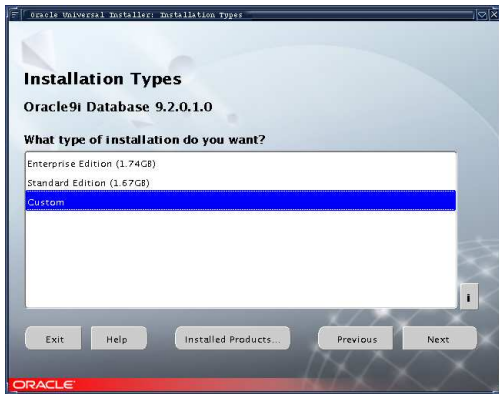 Oracle Universal Installer: Installation Types
Installation Types
Oracle9i Database 9.2.0.1.0
What type of installation do you want?
Enterprise Edition (1.74GB)
Standard Edition (1.67GB)
Custom
i
Exit
Help
Installed Products...
Previous
Next
ORACLE